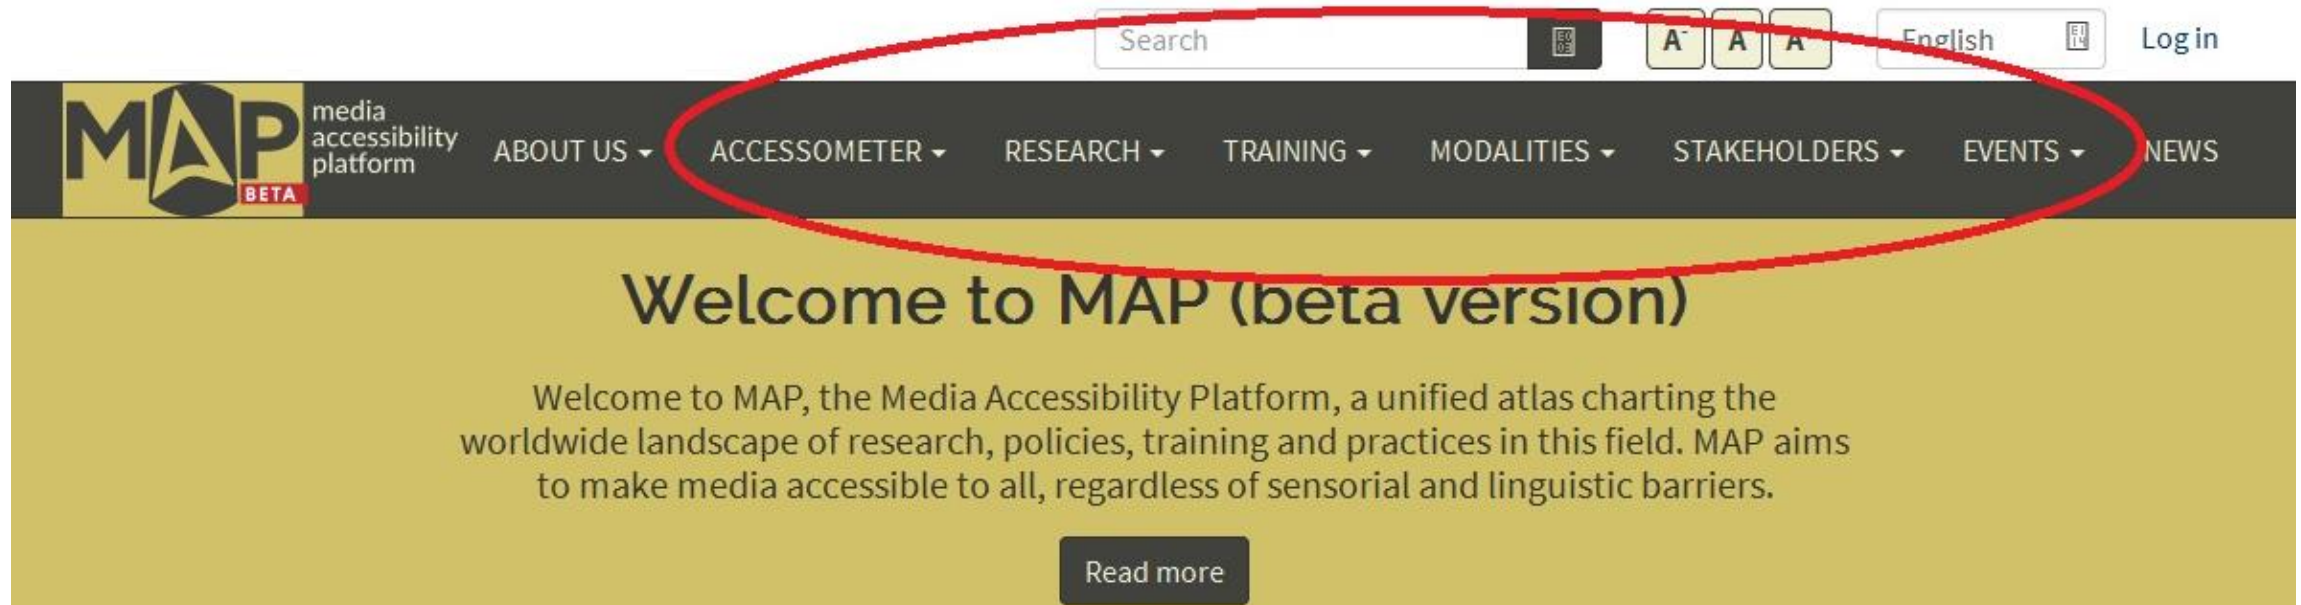 Search
A- A A
English
Log in
MAP
BETA
media
accessibility
platform
ABOUT US
ACCESSOMETER
RESEARCH
TRAINING
MODALITIES
STAKEHOLDERS
EVENTS
NEWS
Welcome to MAP (beta version)
Welcome to MAP, the Media Accessibility Platform, a unified atlas charting the
worldwide landscape of research, policies, training and practices in this field. MAP aims
to make media accessible to all, regardless of sensorial and linguistic barriers.
Read more